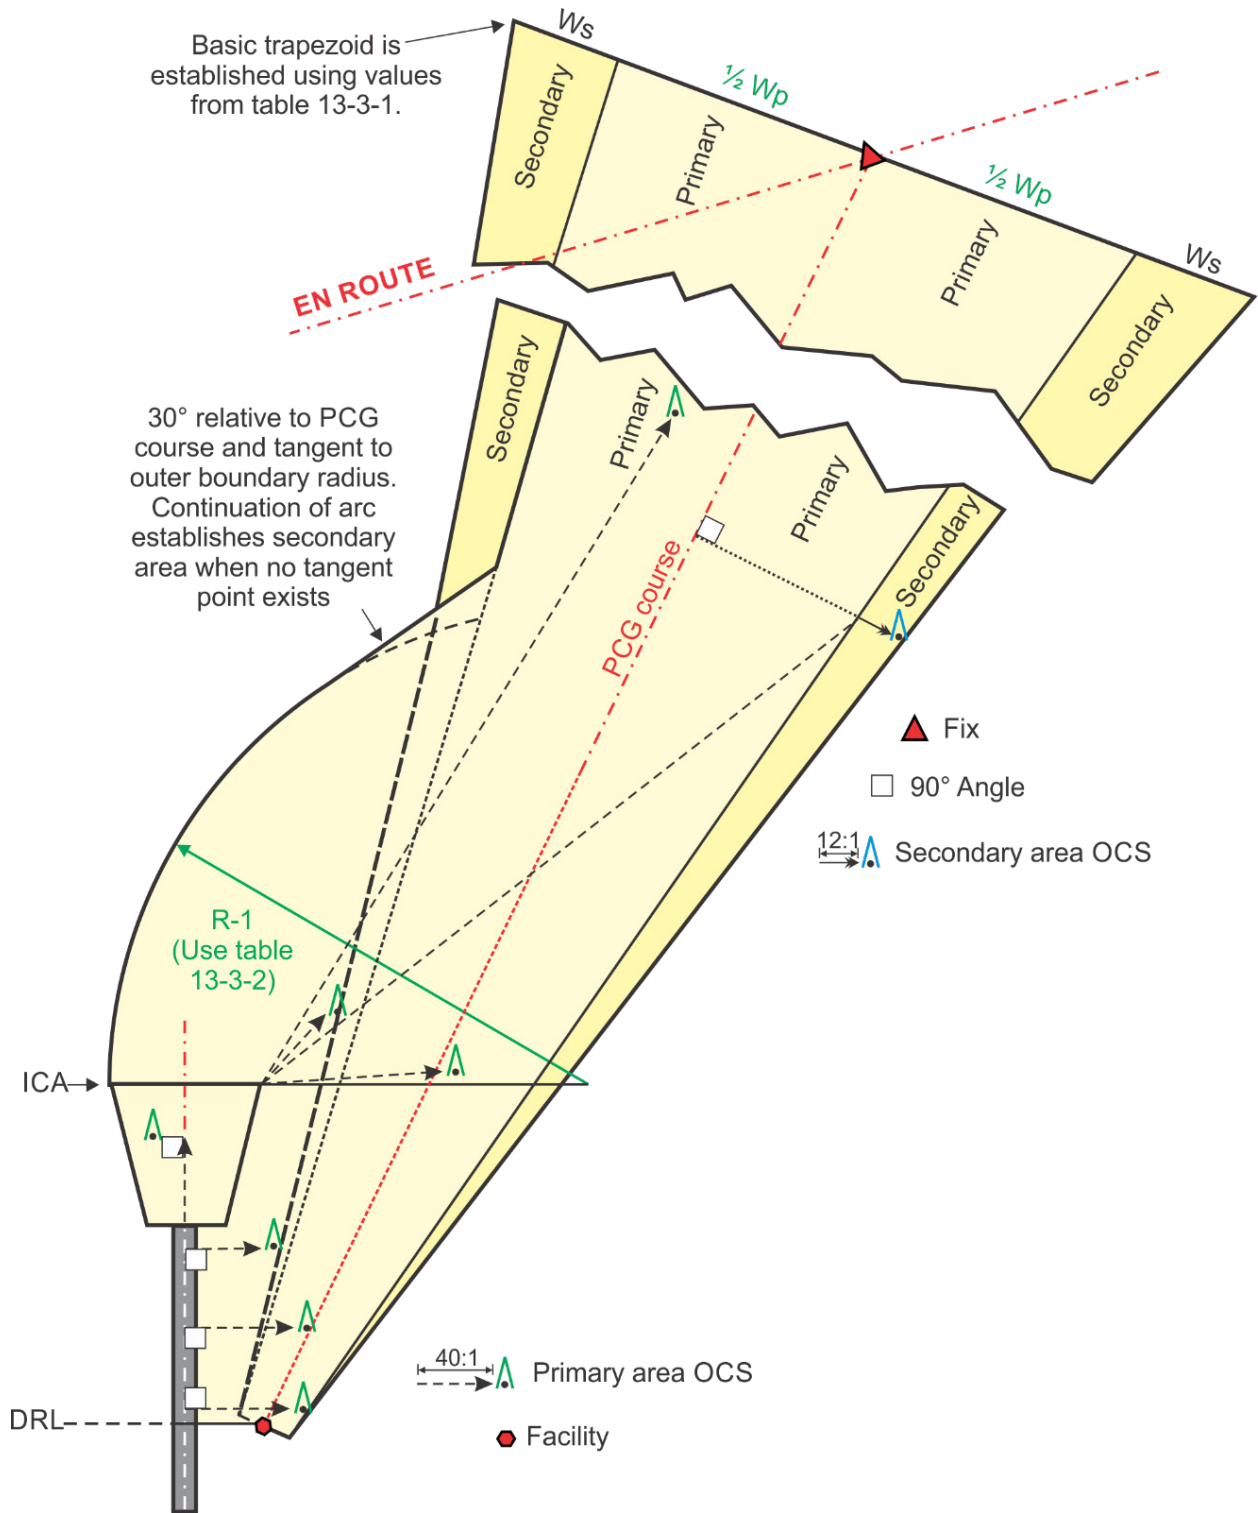 Ws
Basic trapezoid is
established using values
from table 13-3-1.
½ Wp
Secondary
Primary
½ Wp
Primary
Ws
EN ROUTE
Secondary
Secondary
Primary
30° relative to PCG
course and tangent to
outer boundary radius.
Continuation of arc
establishes secondary
area when no tangent
point exists
Primary
Secondary
PCG course
Fix
90° Angle
12:1
Secondary area OCS
R-1
(Use table
13-3-2)
ICA
40:1
Primary area OCS
DRL
Facility